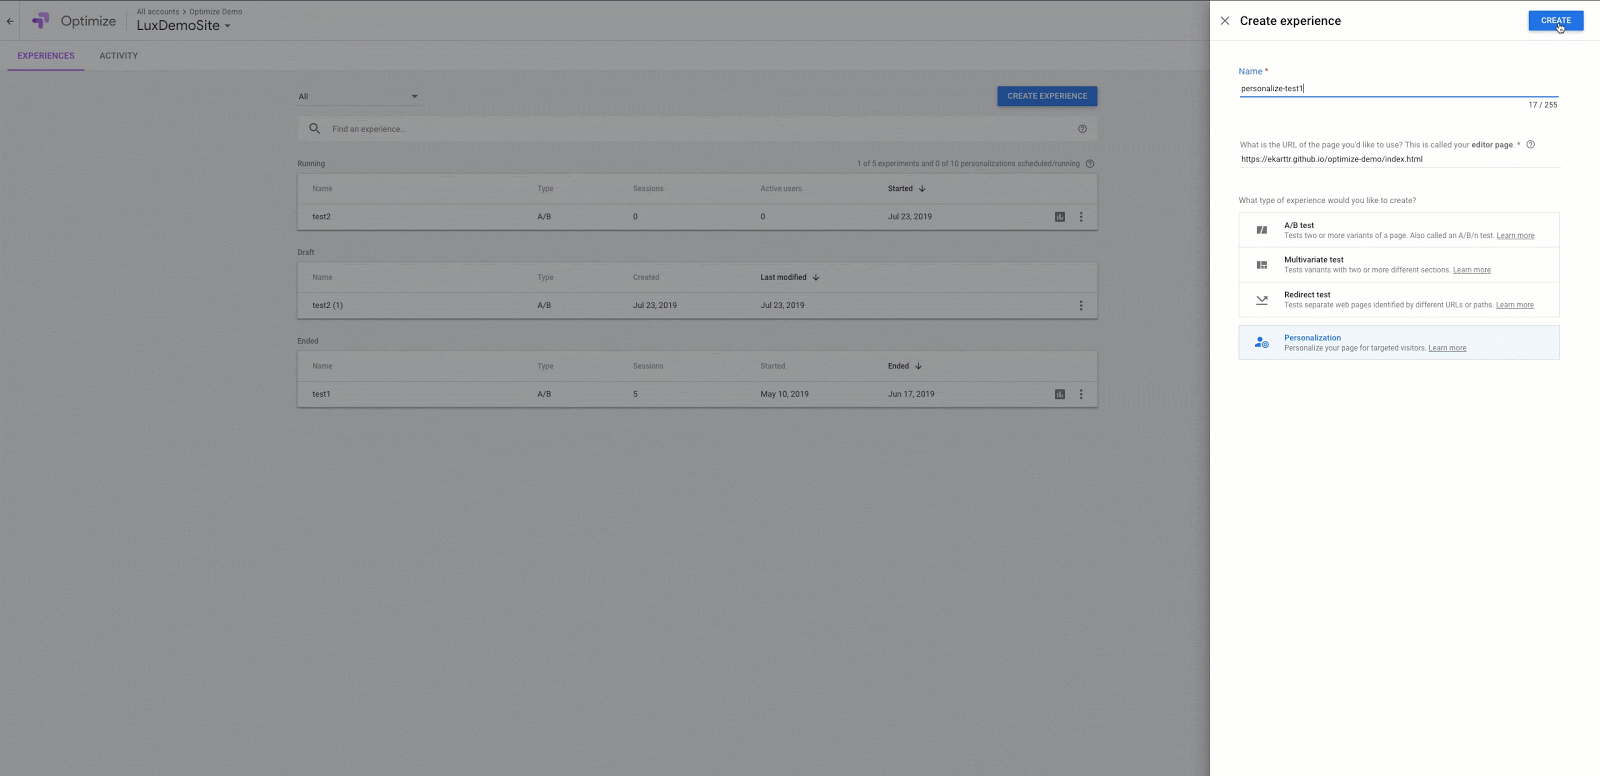 All accounts > Optimize Demo
Optimize
LuxDemoSite
EXPERIENCES ACTIVITY
All
CREATE EXPERIENCE
Find an experience...
Running
1 of 5 experiments and 0 of 10 personalizations scheduled/running
Name Type Sessions Active users Started
test2 A/B 0 0 Jul 23, 2019
Draft
Name Type Created Last modified
test2 (1) A/B Jul 23, 2019 Jul 23, 2019
Ended
Name Type Sessions Started Ended
test1 A/B 5 May 10, 2019 Jun 17, 2019
Create experience
CREATE
Name *
personalize-test1
17 / 255
What is the URL of the page you'd like to use? This is called your editor page. *
https://ekarttr.github.io/optimize-demo/index.html
What type of experience would you like to create?
A/B test
Tests two or more variants of a page. Also called an A/B/n test. Learn more
Multivariate test
Tests variants with two or more different sections. Learn more
Redirect test
Tests separate web pages identified by different URLs or paths. Learn more
Personalization
Personalize your page for targeted visitors. Learn more